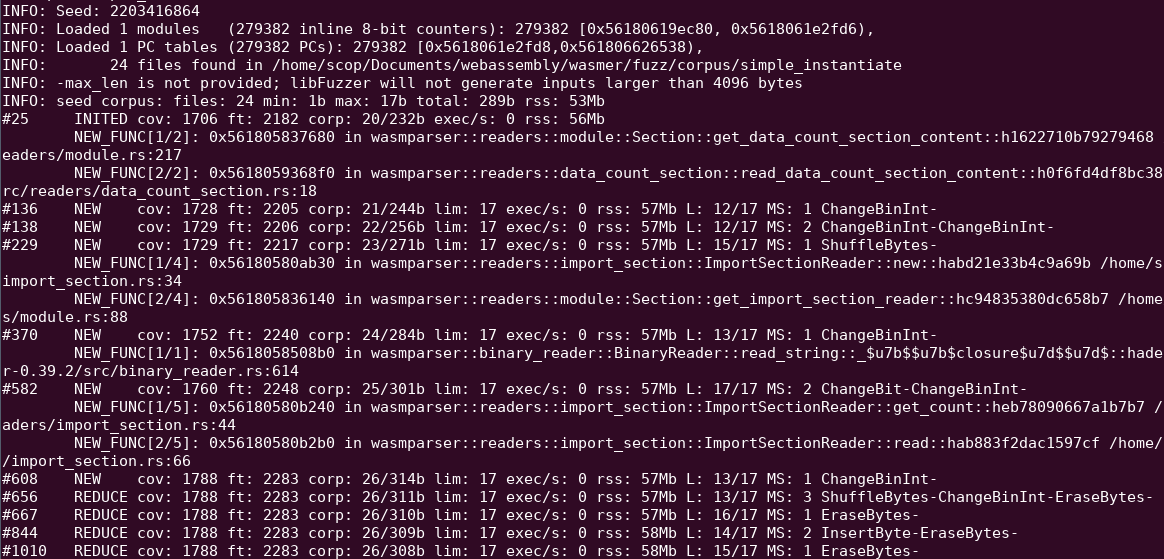 INFO: Seed: 2203416864
INFO: Loaded 1 modules   (279382 inline 8-bit counters): 279382 [0x56180619ec80, 0x5618061e2fd6),
INFO: Loaded 1 PC tables (279382 PCs): 279382 [0x5618061e2fd8,0x561806626538),
INFO:       24 files found in /home/scop/Documents/webassembly/wasmer/fuzz/corpus/simple_instantiate
INFO: -max_len is not provided; libFuzzer will not generate inputs larger than 4096 bytes
INFO: seed corpus: files: 24 min: 1b max: 17b total: 289b rss: 53Mb
#25     INITED cov: 1706 ft: 2182 corp: 20/232b exec/s: 0 rss: 56Mb
        NEW_FUNC[1/2]: 0x561805837680 in wasmparser::readers::module::Section::get_data_count_section_content::h1622710b79279468
eaders/module.rs:217
        NEW_FUNC[2/2]: 0x5618059368f0 in wasmparser::readers::data_count_section::read_data_count_section_content::h0f6fd4df8bc38
rc/readers/data_count_section.rs:18
#136    NEW    cov: 1728 ft: 2205 corp: 21/244b lim: 17 exec/s: 0 rss: 57Mb L: 12/17 MS: 1 ChangeBinInt-
#138    NEW    cov: 1729 ft: 2206 corp: 22/256b lim: 17 exec/s: 0 rss: 57Mb L: 12/17 MS: 2 ChangeBinInt-ChangeBinInt-
#229    NEW    cov: 1729 ft: 2217 corp: 23/271b lim: 17 exec/s: 0 rss: 57Mb L: 15/17 MS: 1 ShuffleBytes-
        NEW_FUNC[1/4]: 0x56180580ab30 in wasmparser::readers::import_section::ImportSectionReader::new::habd21e33b4c9a69b /home/s
import_section.rs:34
        NEW_FUNC[2/4]: 0x561805836140 in wasmparser::readers::module::Section::get_import_section_reader::hc94835380dc658b7 /home
s/module.rs:88
#370    NEW    cov: 1752 ft: 2240 corp: 24/284b lim: 17 exec/s: 0 rss: 57Mb L: 13/17 MS: 1 ChangeBinInt-
        NEW_FUNC[1/1]: 0x5618058508b0 in wasmparser::binary_reader::BinaryReader::read_string::_$u7b$$u7b$closure$u7d$$u7d$::hade
r-0.39.2/src/binary_reader.rs:614
#582    NEW    cov: 1760 ft: 2248 corp: 25/301b lim: 17 exec/s: 0 rss: 57Mb L: 17/17 MS: 2 ChangeBit-ChangeBinInt-
        NEW_FUNC[1/5]: 0x56180580b240 in wasmparser::readers::import_section::ImportSectionReader::get_count::heb78090667a1b7b7 /
aders/import_section.rs:44
        NEW_FUNC[2/5]: 0x56180580b2b0 in wasmparser::readers::import_section::ImportSectionReader::read::hab883f2dac1597cf /home/
/import_section.rs:66
#608    NEW    cov: 1788 ft: 2283 corp: 26/314b lim: 17 exec/s: 0 rss: 57Mb L: 13/17 MS: 1 ChangeBinInt-
#656    REDUCE cov: 1788 ft: 2283 corp: 26/311b lim: 17 exec/s: 0 rss: 57Mb L: 13/17 MS: 3 ShuffleBytes-ChangeBinInt-EraseBytes-
#667    REDUCE cov: 1788 ft: 2283 corp: 26/310b lim: 17 exec/s: 0 rss: 57Mb L: 16/17 MS: 1 EraseBytes-
#844    REDUCE cov: 1788 ft: 2283 corp: 26/309b lim: 17 exec/s: 0 rss: 58Mb L: 14/17 MS: 2 InsertByte-EraseBytes-
#1010   REDUCE cov: 1788 ft: 2283 corp: 26/308b lim: 17 exec/s: 0 rss: 58Mb L: 15/17 MS: 1 EraseBytes-